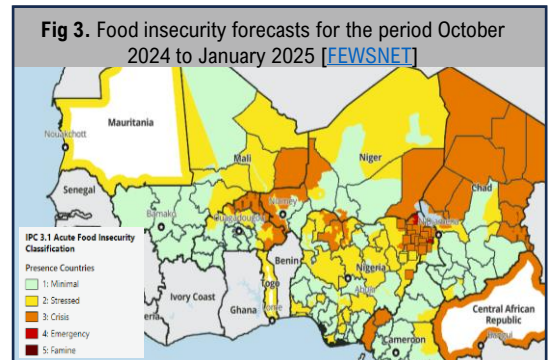 Fig 3. Food insecurity forecasts for the period October
2024 to January 2025 [FEWSNET]
Nouakchott
Mauritania
Mali
Niger
Chad
Senegal
Niamey
Bamako
Ouagadougou
IPC 3.1 Acute Food Insecurity
Classification
Presence Countries
1: Minimal
2: Stressed
3: Crisis
4: Emergency
5: Famine
Benin
Nigeria
Abuja
Togo
Ivory Coast
Ghana
Lome
Central African
Republic
Cameroon
Bangui